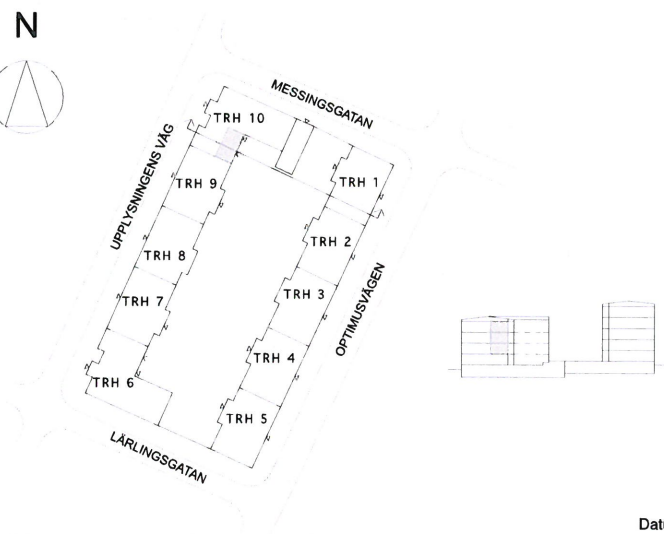 N
MESSINGSGATAN
TRH 10
UPPLYSNINGENS VÄG
TRH 1
TRH 9
TRH 2
TRH 8
TRH 3
TRH 7
OPTIMUSVÄGEN
TRH 4
TRH 6
TRH 5
LÄRLINGSGATAN
Datu